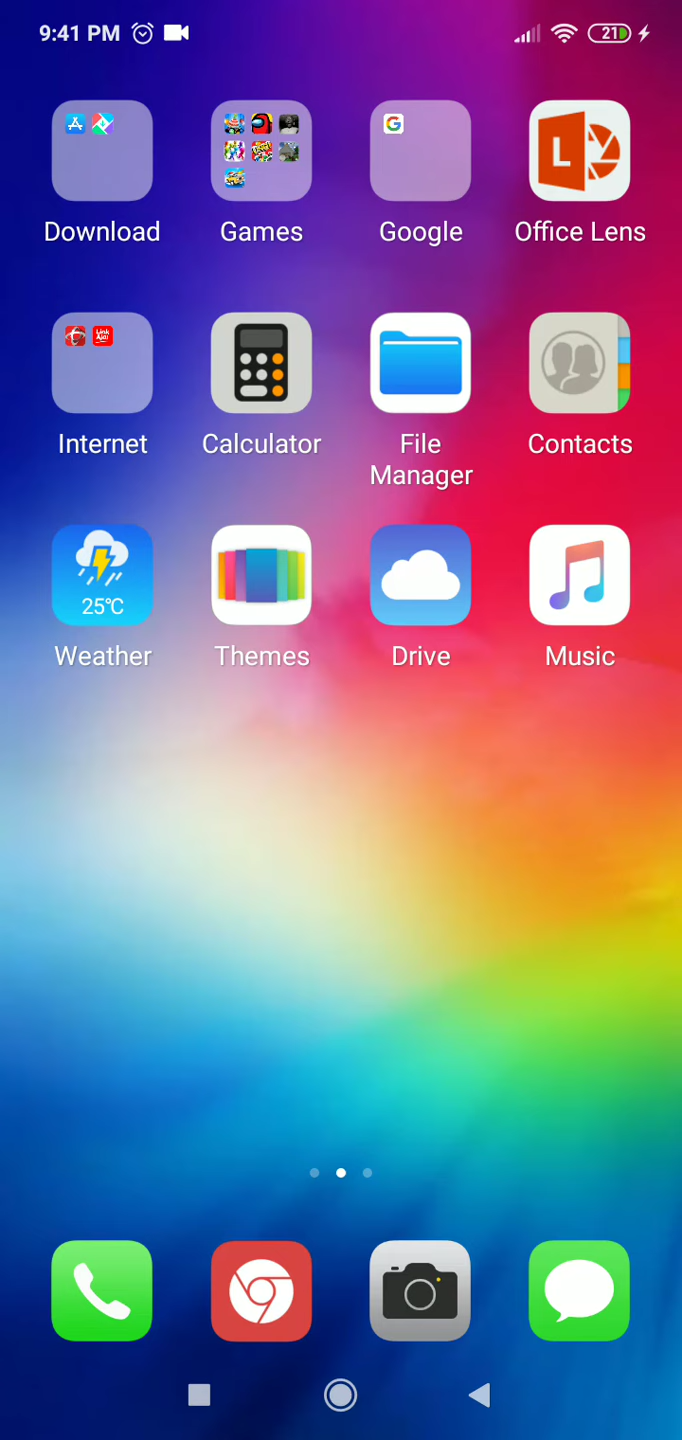 9:41 PM 21
Download Games Google Office Lens
Internet Calculator File Manager Contacts
25°C
Weather Themes Drive Music